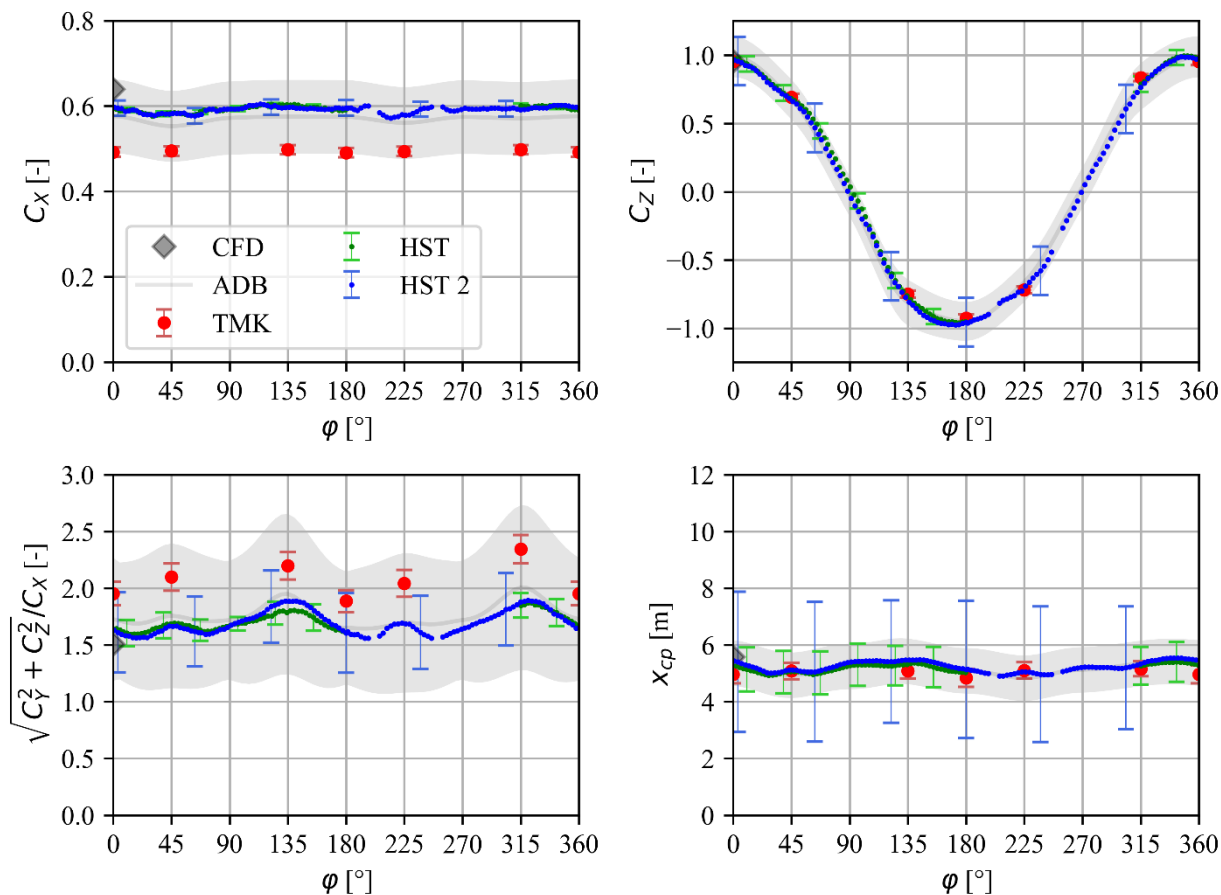 0.8
0.6
0.4
0.2
0.0
C_X [-]
CFD
ADB
TMK
HST
HST 2
0 45 90 135 180 225 270 315 360
φ [°]
1.0
0.5
0.0
−0.5
−1.0
C_Z [-]
0 45 90 135 180 225 270 315 360
φ [°]
3.0
2.5
2.0
1.5
1.0
0.5
0.0
√C_Y^2 + C_Z^2/C_X [-]
0 45 90 135 180 225 270 315 360
φ [°]
12
10
8
6
4
2
0
x_cp [m]
0 45 90 135 180 225 270 315 360
φ [°]